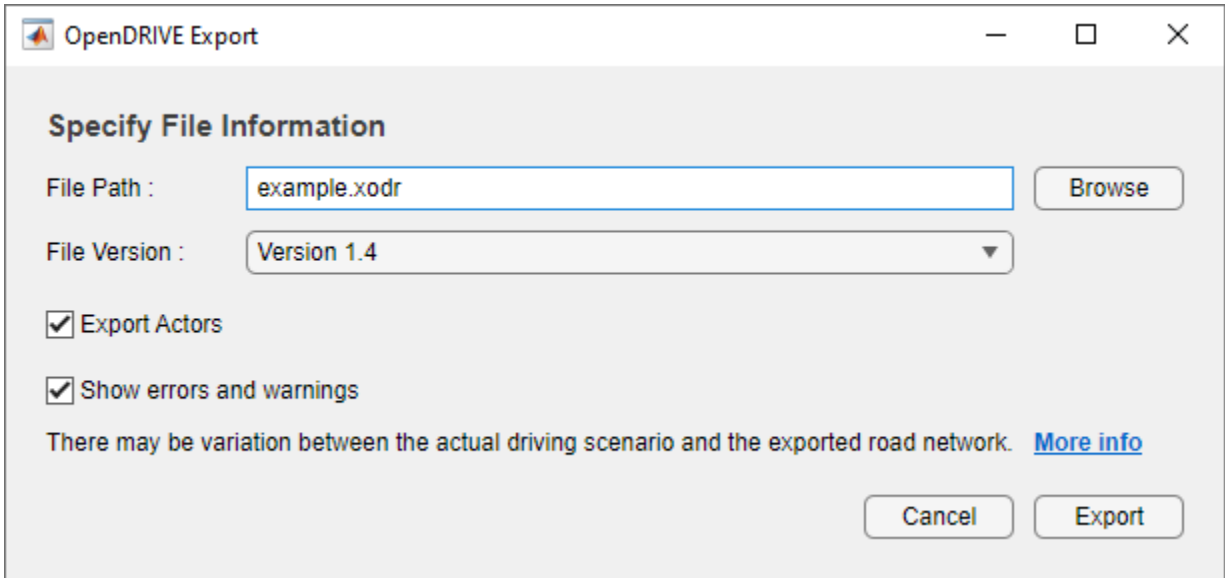 OpenDRIVE Export
Specify File Information
File Path : example.xodr Browse
File Version : Version 1.4
Export Actors
Show errors and warnings
There may be variation between the actual driving scenario and the exported road network. More info
Cancel Export